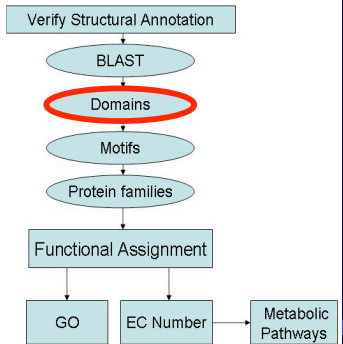 Verify Structural Annotation
BLAST
Domains
Motifs
Protein families
Functional Assignment
GO
EC Number
Metabolic
Pathways